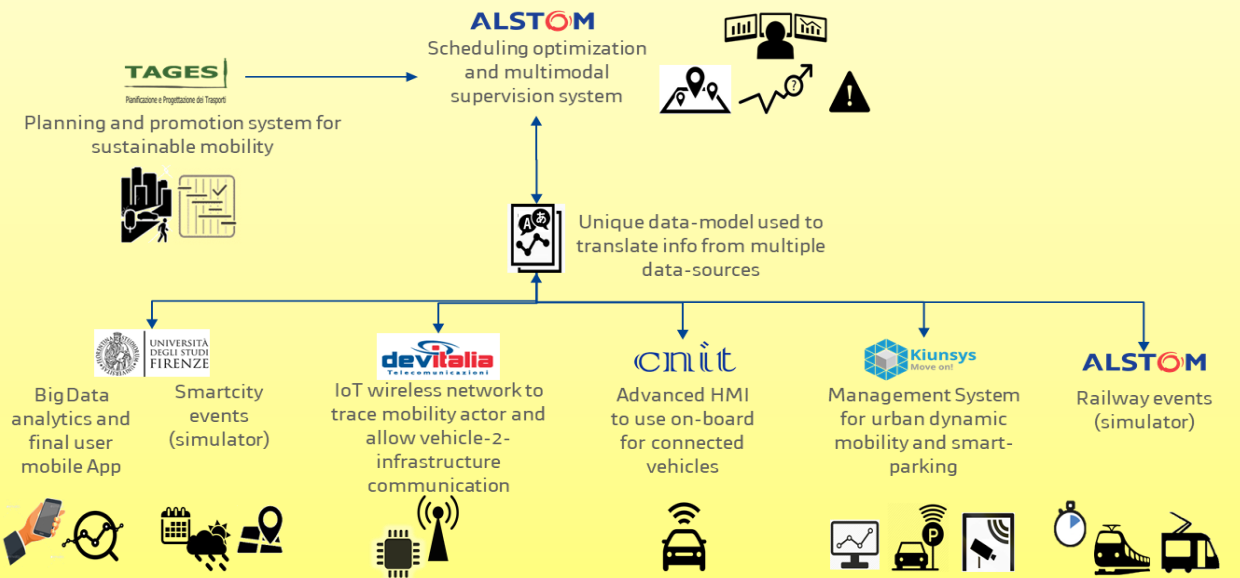 ALSTOM
Scheduling optimization
and multimodal
supervision system
TAGES
Pianificazione e Progettazione dei Trasporti
Planning and promotion system for
sustainable mobility
?
A あ
Unique data-model used to
translate info from multiple
data-sources
UNIVERSITÀ
DEGLI STUDI
FIRENZE
BigData
analytics and
final user
mobile App
Smartcity
events
(simulator)
devitalia
Telecomunicazioni
IoT wireless network to
trace mobility actor and
allow vehicle-2-
infrastructure
communication
cnit
Advanced HMI
to use on-board
for connected
vehicles
Kiunsys
Move on!
Management System
for urban dynamic
mobility and smart-
parking
P
ALSTOM
Railway events
(simulator)